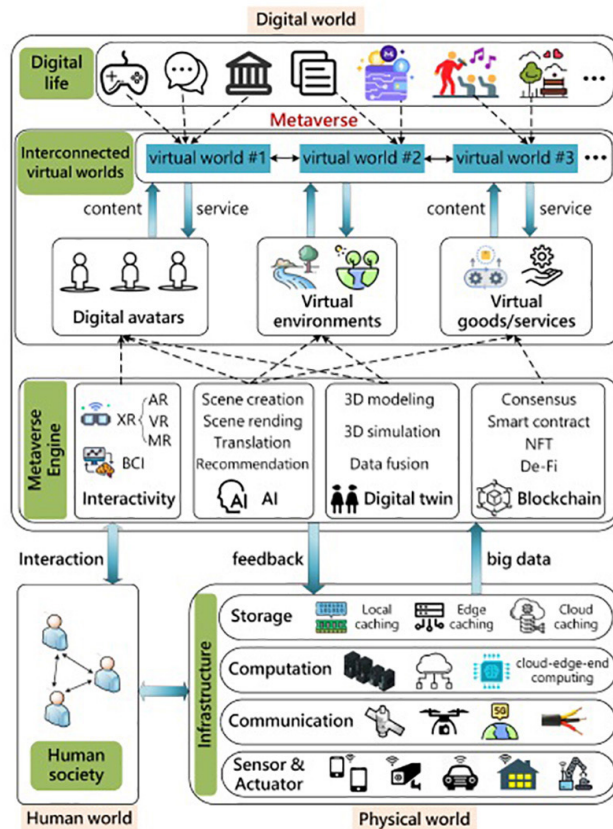 Digital world
Digital
life
...
Metaverse
Interconnected
virtual worlds
virtual world #1
virtual world #2
virtual world #3
...
content
service
content
service
Digital avatars
Virtual
environments
Virtual
goods/services
Metaverse
Engine
XR
AR
VR
MR
BCI
Interactivity
Scene creation
Scene rending
Translation
Recommendation
AI
AI
3D modeling
3D simulation
Data fusion
Digital twin
Consensus
Smart contract
NFT
De-Fi
Blockchain
Interaction
feedback
big data
Human
society
Human world
Infrastructure
Storage
Local
caching
Edge
caching
Cloud
caching
Computation
cloud-edge-end
computing
Communication
5G
Sensor &
Actuator
Physical world